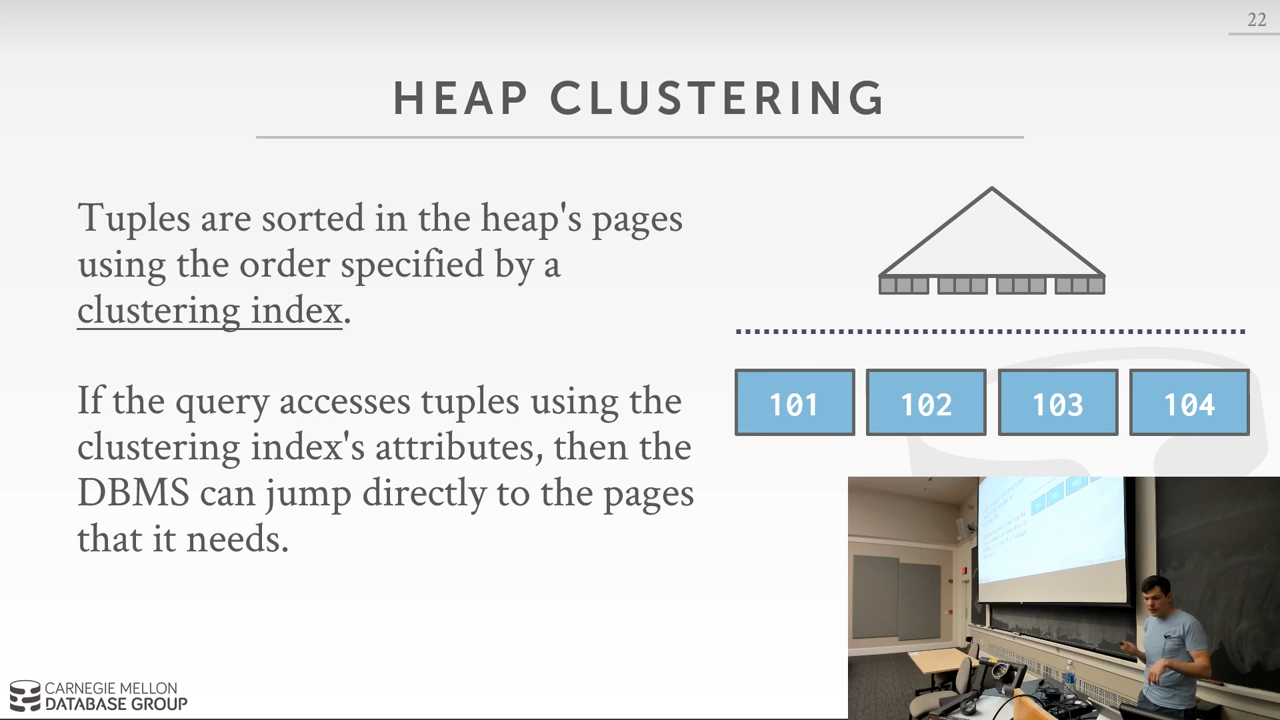 22
HEAP CLUSTERING
Tuples are sorted in the heap's pages
using the order specified by a
clustering index.
If the query accesses tuples using the
clustering index's attributes, then the
DBMS can jump directly to the pages
that it needs.
101 102 103 104
CARNEGIE MELLON
DATABASE GROUP